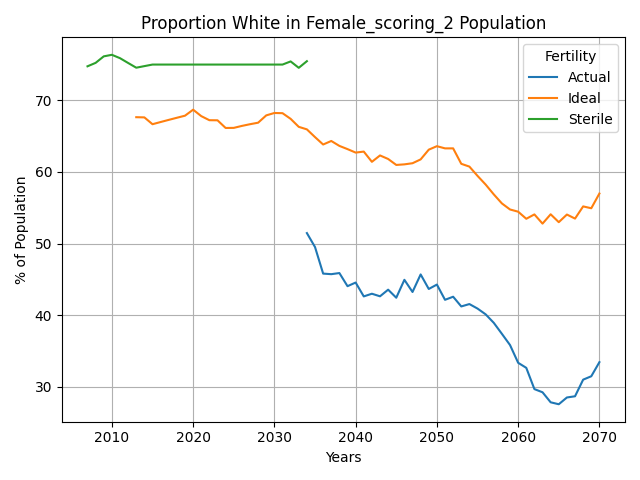 Proportion White in Female_scoring_2 Population
% of Population
70
60
50
40
30
Fertility
Actual
Ideal
Sterile
2010 2020 2030 2040 2050 2060 2070
Years